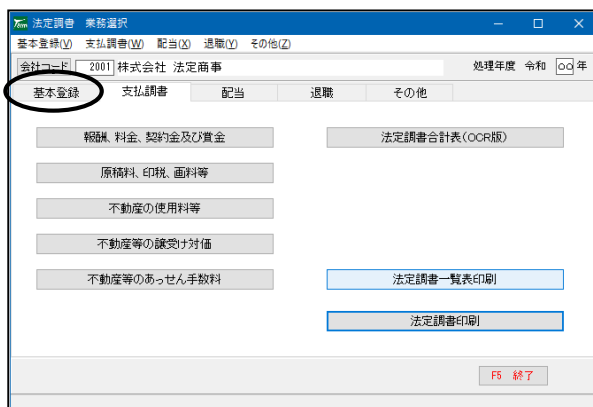 法定調書 業務選択
基本登録(V) 支払調書(W) 配当(X) 退職(Y) その他(Z)
会社コード 2001 株式会社 法定商事 処理年度 令和 ○○ 年
基本登録 支払調書 配当 退職 その他
報酬、料金、契約金及び賞金 法定調書合計表(OCR版)
原稿料、印税、画料等
不動産の使用料等
不動産等の譲受け対価
不動産等のあっせん手数料 法定調書一覧表印刷
法定調書印刷
F5 終了